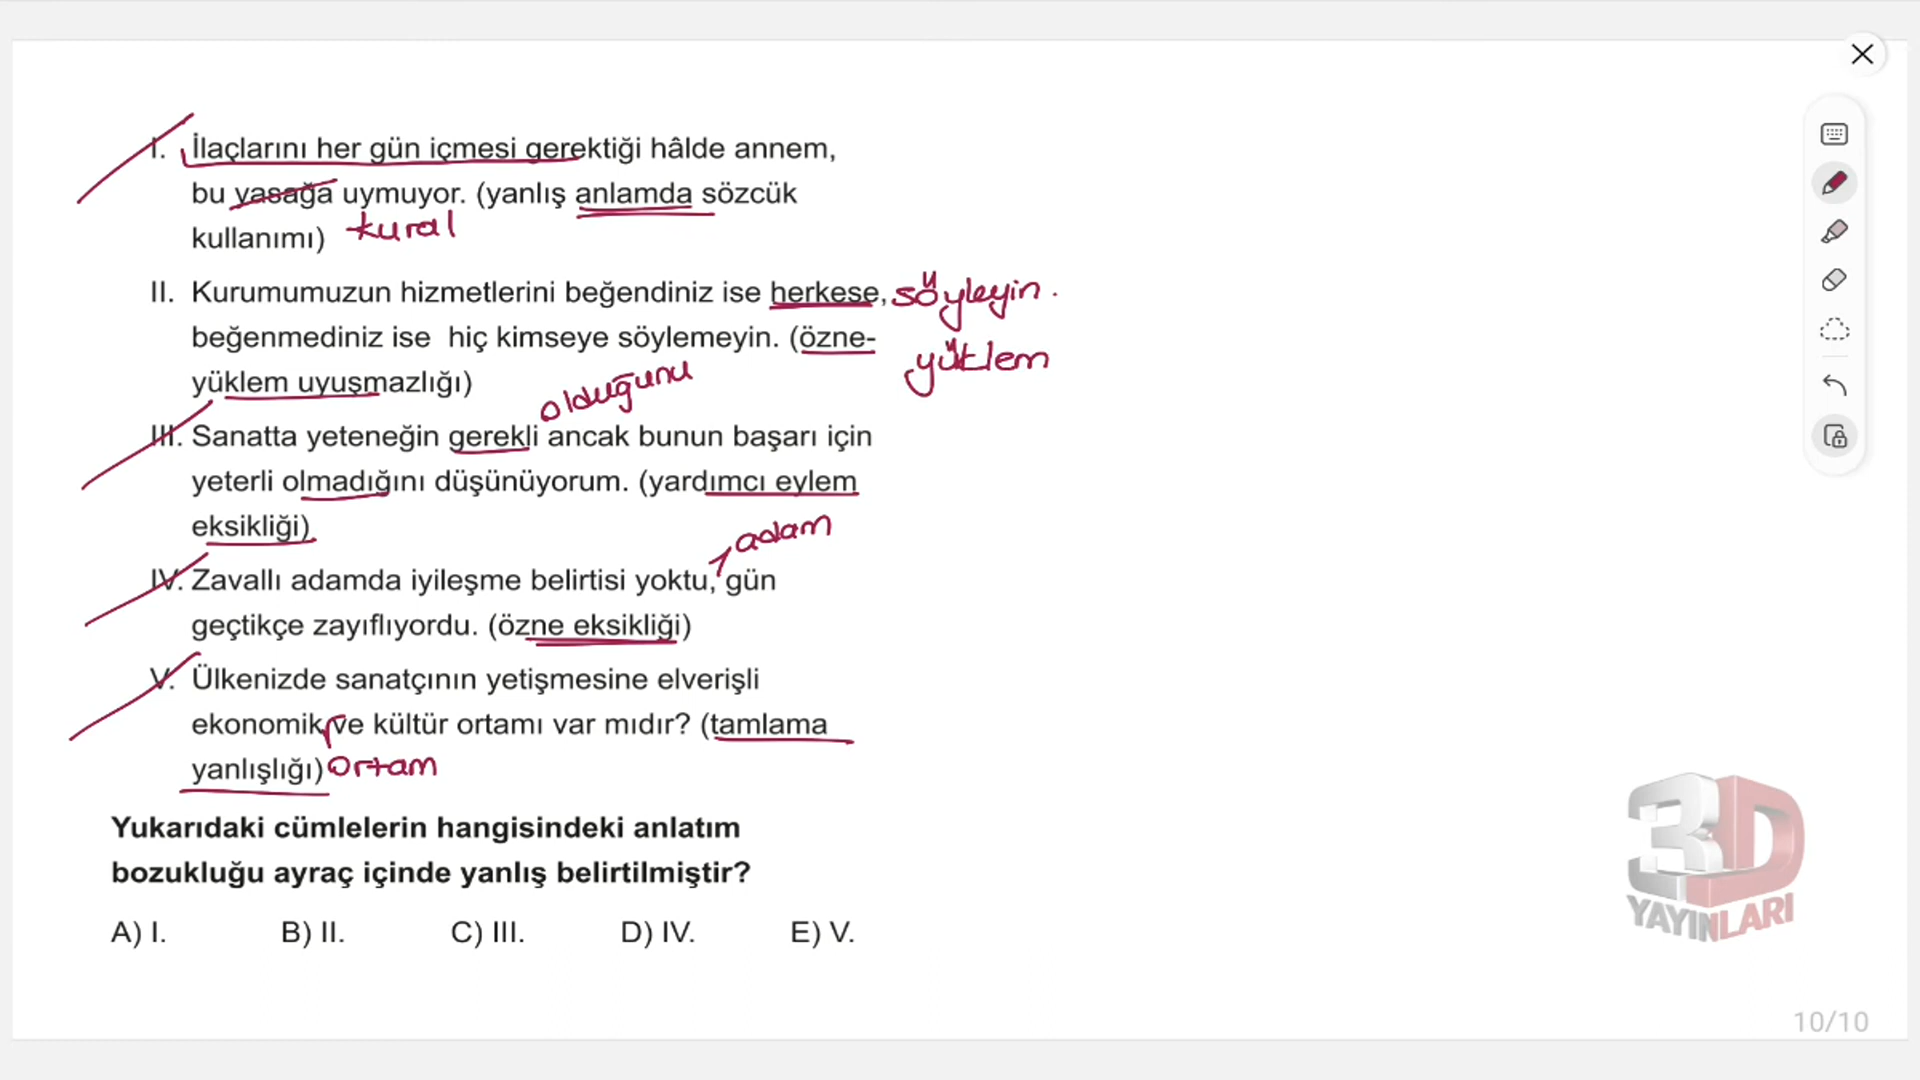 I. İlaçlarını her gün içmesi gerektiği hâlde annem,
bu yasağa uymuyor. (yanlış anlamda sözcük
kullanımı) kural
II. Kurumumuzun hizmetlerini beğendiniz ise herkese, söyleyin.
beğenmediniz ise hiç kimseye söylemeyin. (özne-
yüklem
yüklem uyuşmazlığı)
olduğunu
III. Sanatta yeteneğin gerekli ancak bunun başarı için
yeterli olmadığını düşünüyorum. (yardımcı eylem
eksikliği)
adam
IV. Zavallı adamda iyileşme belirtisi yoktu, gün
geçtikçe zayıflıyordu. (özne eksikliği)
V. Ülkenizde sanatçının yetişmesine elverişli
ekonomik ve kültür ortamı var mıdır? (tamlama
yanlışlığı) ortam
Yukarıdaki cümlelerin hangisindeki anlatım
bozukluğu ayraç içinde yanlış belirtilmiştir?
A) I. B) II. C) III. D) IV. E) V.
3D
YAYINLARI
10/10